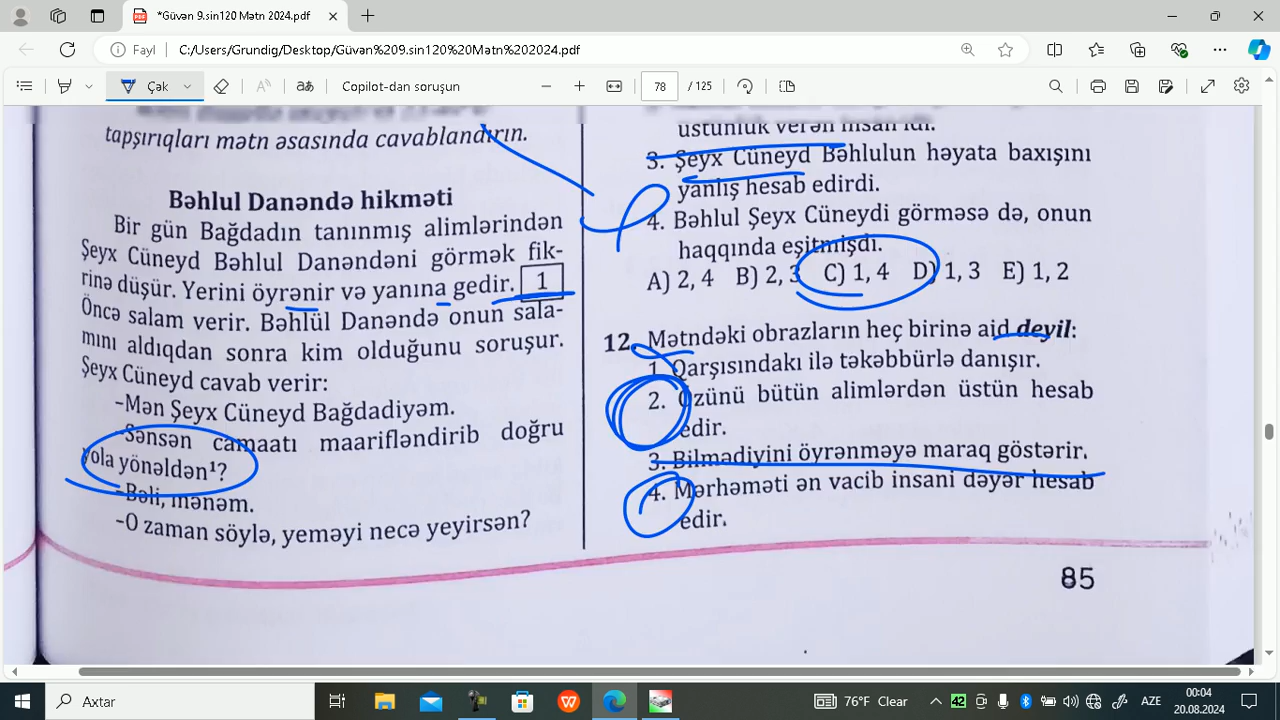 *Güvən 9.sin120 Mətn 2024.pdf
Fayl C:/Users/Grundig/Desktop/Güvən%209.sin120%20Mətn%202024.pdf
Çək Copilot-dan soruşun 78 / 125
tapşırıqları mətn əsasında cavablandırın.
Bəhlul Danəndə hikməti
Bir gün Bağdadın tanınmış alimlərindən
Şeyx Cüneyd Bəhlul Danəndəni görmək fik-
rinə düşür. Yerini öyrənir və yanına gedir. 1
Öncə salam verir. Bəhlül Danəndə onun sala-
mını aldıqdan sonra kim olduğunu soruşur.
Şeyx Cüneyd cavab verir:
-Mən Şeyx Cüneyd Bağdadiyəm.
-Sənsən camaatı maarifləndirib doğru
yola yönəldən¹?
-Bəli, mənəm.
-O zaman söylə, yeməyi necə yeyirsən?
üstünlük verən insan idi.
3. Şeyx Cüneyd Bəhlulun həyata baxışını
yanlış hesab edirdi.
4. Bəhlul Şeyx Cüneydi görməsə də, onun
haqqında eşitmişdi.
A) 2, 4 B) 2, 3 C) 1, 4 D) 1, 3 E) 1, 2
12. Mətndəki obrazların heç birinə aid deyil:
1. Qarşısındakı ilə təkəbbürlə danışır.
2. Özünü bütün alimlərdən üstün hesab
edir.
3. Bilmədiyini öyrənməyə maraq göstərir.
4. Mərhəməti ən vacib insani dəyər hesab
edir.
85
Axtar
76°F Clear
42
AZE
00:04
20.08.2024